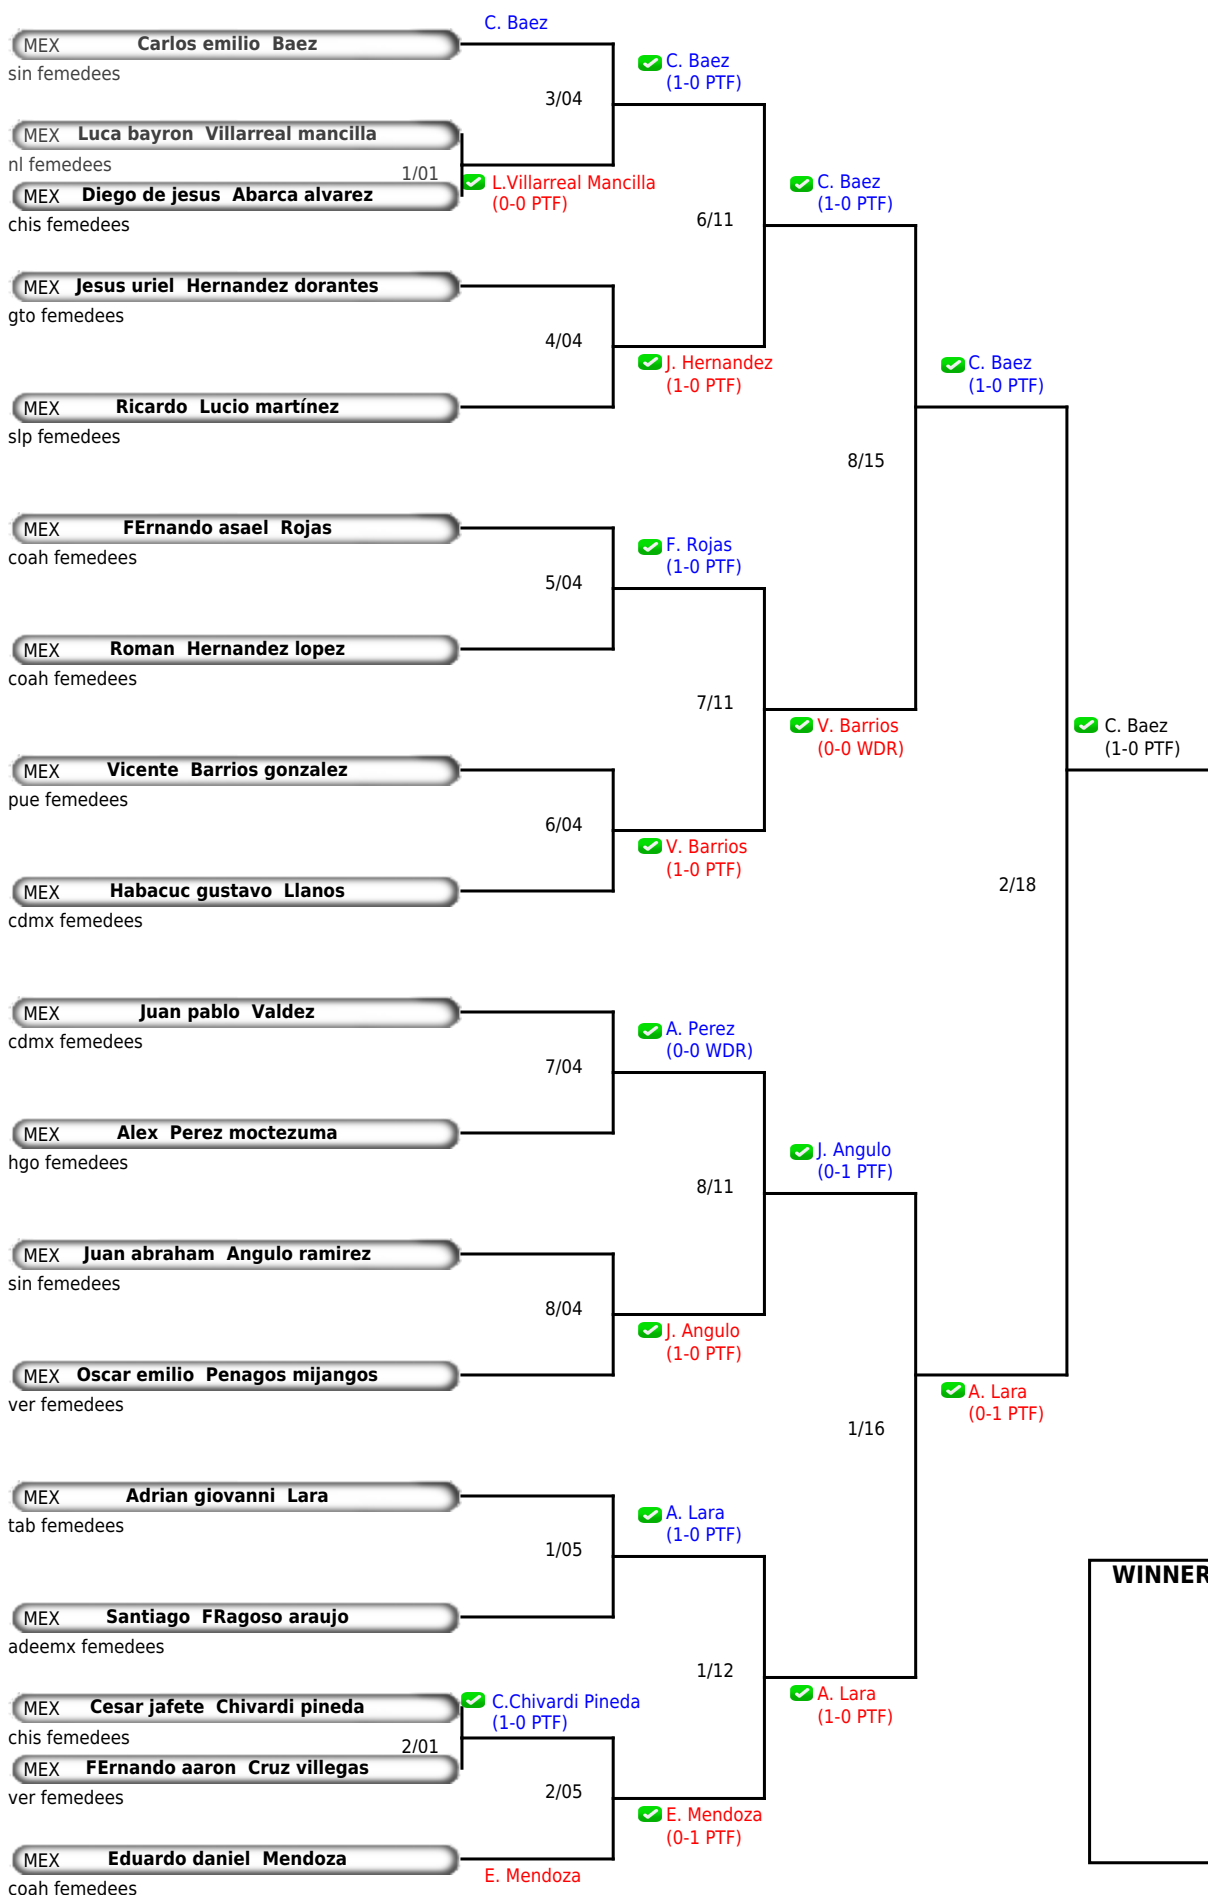 C. Baez
MEX Carlos emilio Baez
sin femedees
C. Baez
(1-0 PTF)
3/04
MEX Luca bayron Villarreal mancilla
nl femedees
1/01
L.Villarreal Mancilla
(0-0 PTF)
MEX Diego de jesus Abarca alvarez
chis femedees
C. Baez
(1-0 PTF)
6/11
MEX Jesus uriel Hernandez dorantes
gto femedees
4/04
J. Hernandez
(1-0 PTF)
C. Baez
(1-0 PTF)
MEX Ricardo Lucio martínez
slp femedees
8/15
MEX FErnando asael Rojas
coah femedees
F. Rojas
(1-0 PTF)
5/04
MEX Roman Hernandez lopez
coah femedees
7/11
V. Barrios
(0-0 WDR)
C. Baez
(1-0 PTF)
MEX Vicente Barrios gonzalez
pue femedees
6/04
V. Barrios
(1-0 PTF)
MEX Habacuc gustavo Llanos
cdmx femedees
2/18
MEX Juan pablo Valdez
cdmx femedees
A. Perez
(0-0 WDR)
7/04
MEX Alex Perez moctezuma
hgo femedees
J. Angulo
(0-1 PTF)
8/11
MEX Juan abraham Angulo ramirez
sin femedees
8/04
J. Angulo
(1-0 PTF)
MEX Oscar emilio Penagos mijangos
ver femedees
A. Lara
(0-1 PTF)
1/16
MEX Adrian giovanni Lara
tab femedees
A. Lara
(1-0 PTF)
1/05
WINNER
MEX Santiago FRagoso araujo
adeemx femedees
1/12
A. Lara
(1-0 PTF)
MEX Cesar jafete Chivardi pineda
chis femedees
C.Chivardi Pineda
(1-0 PTF)
2/01
MEX FErnando aaron Cruz villegas
ver femedees
2/05
E. Mendoza
(0-1 PTF)
MEX Eduardo daniel Mendoza
coah femedees
E. Mendoza